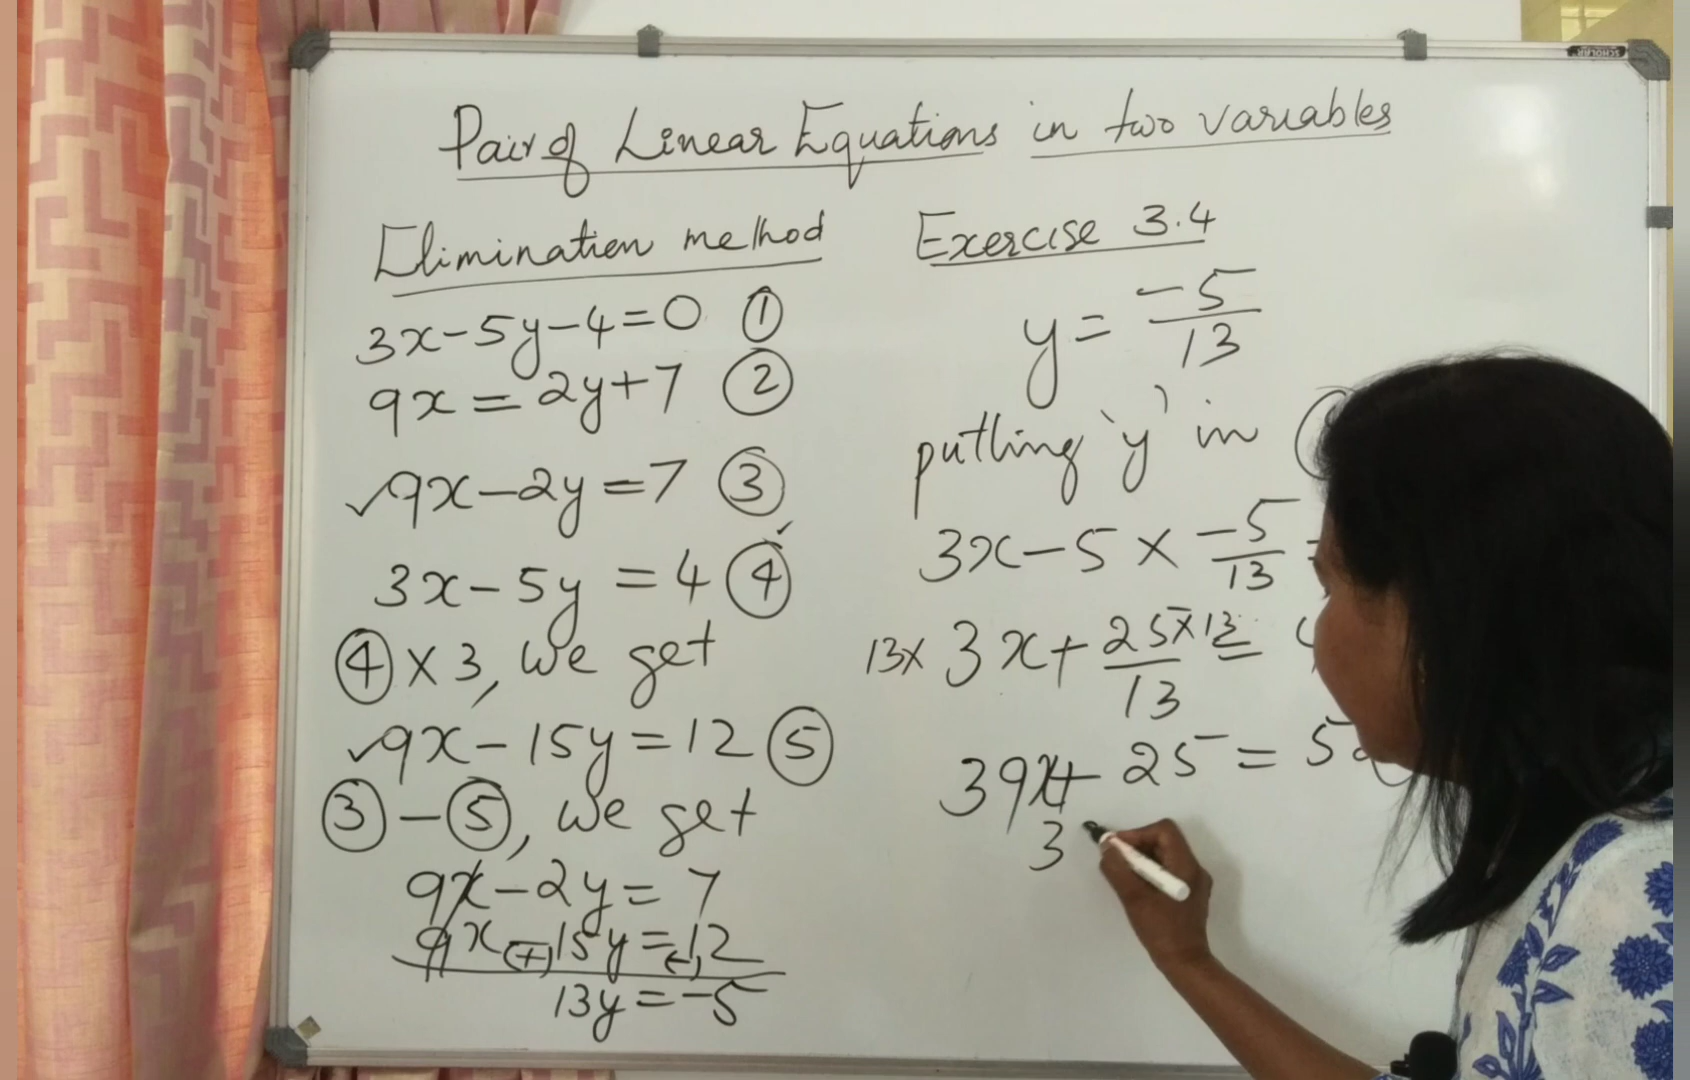 SCHOLAR
Pair of Linear Equations in two variables
Elimination method
3x-5y-4=0 ①
9x=2y+7 ②
✓9x-2y=7 ③
3x-5y=4 ④✓
④×3, we get
✓9x-15y=12 ⑤
③-⑤, we get
9x-2y=7
9x(+)-15y=(-)12
13y=-5
Exercise 3.4
y=-5/13
putting 'y' in
3x-5×-5/13
13×3x+25×13/13=
39x+25=5
3